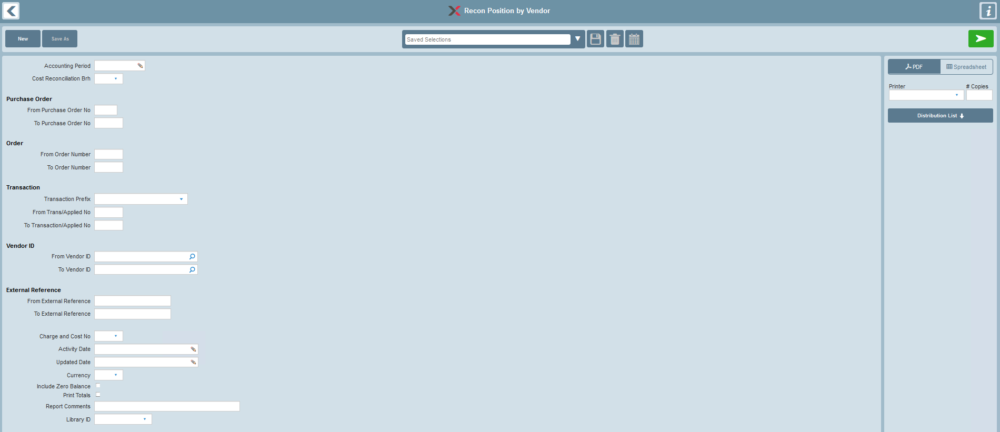 Recon Position by Vendor
New
Save As
Saved Selections
Accounting Period
Cost Reconciliation Brh
Purchase Order
From Purchase Order No
To Purchase Order No
Order
From Order Number
To Order Number
Transaction
Transaction Prefix
From Trans/Applied No
To Transaction/Applied No
Vendor ID
From Vendor ID
To Vendor ID
External Reference
From External Reference
To External Reference
Charge and Cost No
Activity Date
Updated Date
Currency
Include Zero Balance
Print Totals
Report Comments
Library ID
PDF
Spreadsheet
Printer
# Copies
Distribution List